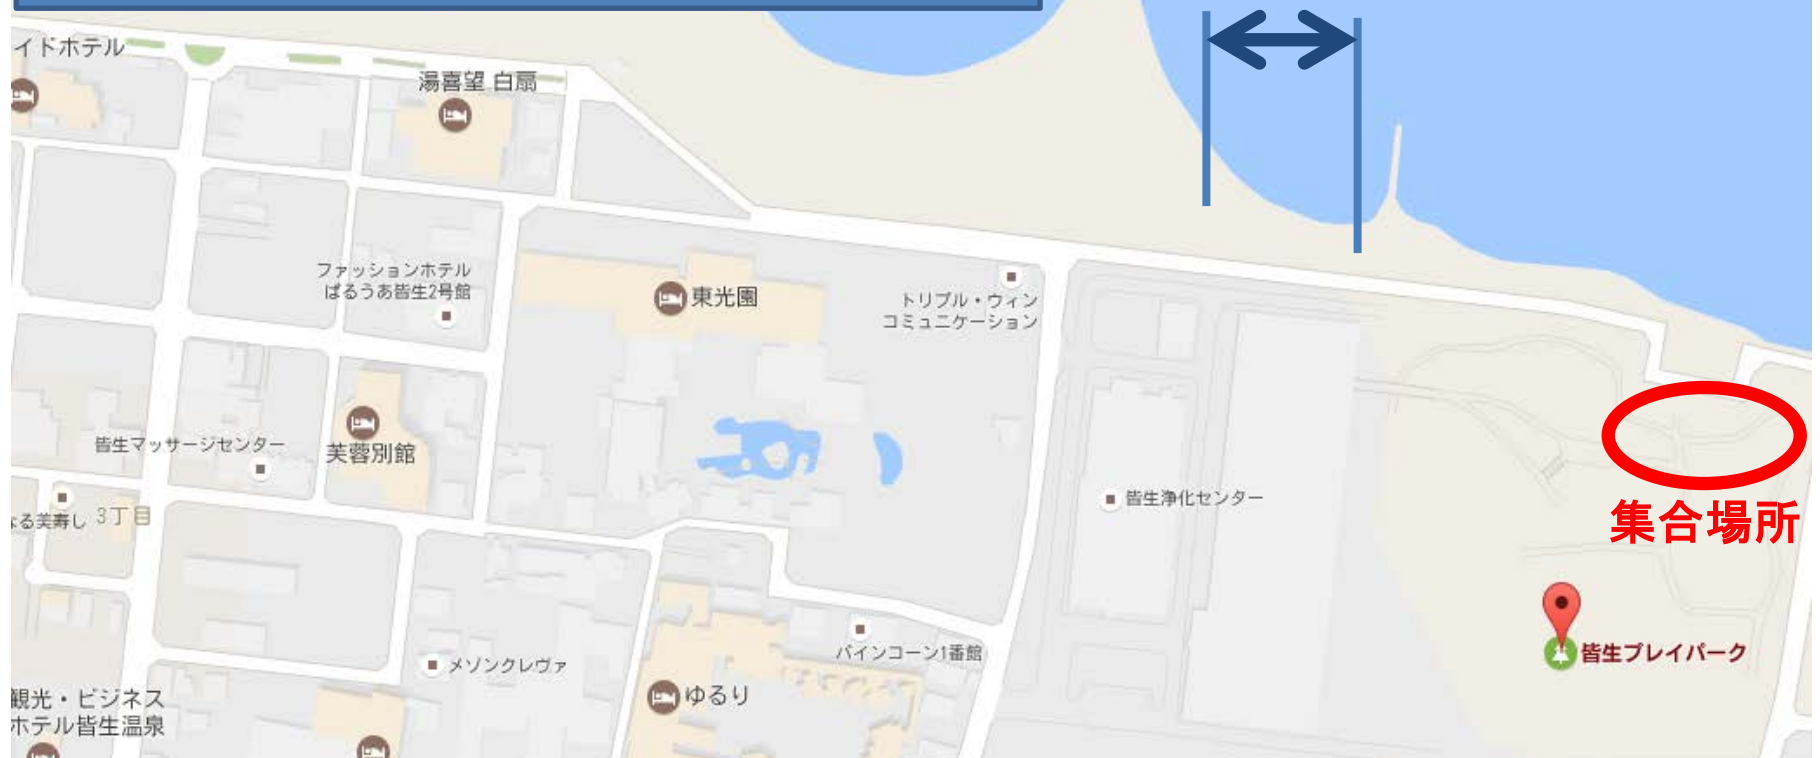 イドホテル
湯喜望 白扇
ファッションホテル
ぱるうあ皆生2号館
東光園
トリプル・ウィン
コミュニケーション
皆生マッサージセンター
芙蓉別館
なる美寿し
3丁目
皆生浄化センター
集合場所
皆生プレイパーク
メゾンクレヴァ
パインコーン1番館
ゆるり
観光・ビジネス
ホテル皆生温泉